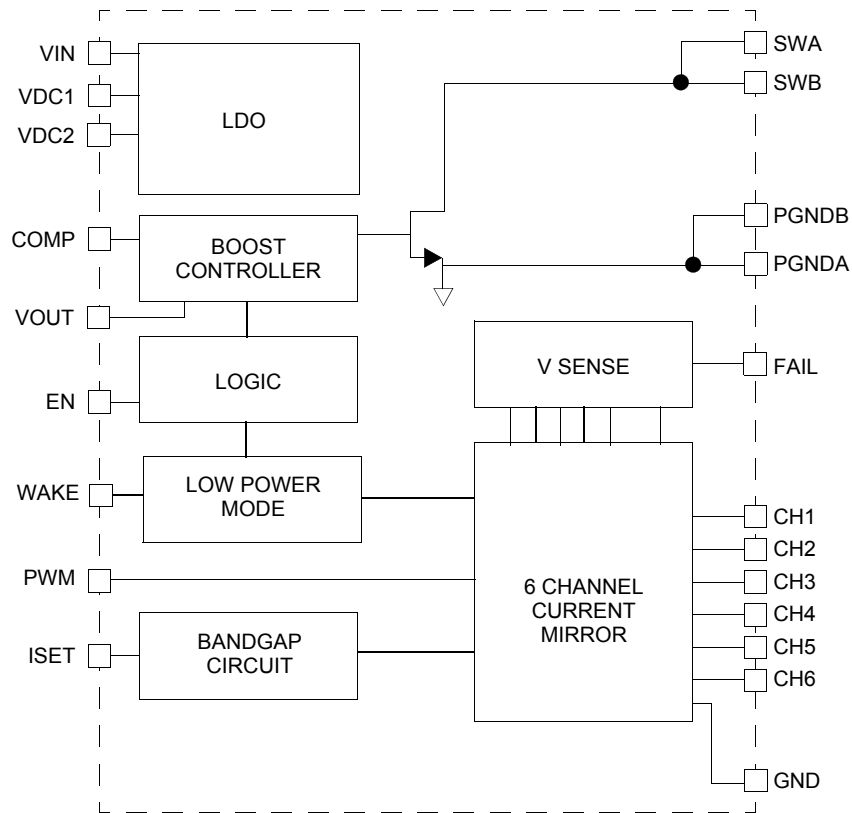 VIN
VDC1
VDC2
LDO
SWA
SWB
COMP
BOOST
CONTROLLER
PGNDB
PGNDA
VOUT
LOGIC
V SENSE
FAIL
EN
WAKE
LOW POWER
MODE
CH1
CH2
PWM
6 CHANNEL
CURRENT
MIRROR
CH3
CH4
ISET
BANDGAP
CIRCUIT
CH5
CH6
GND